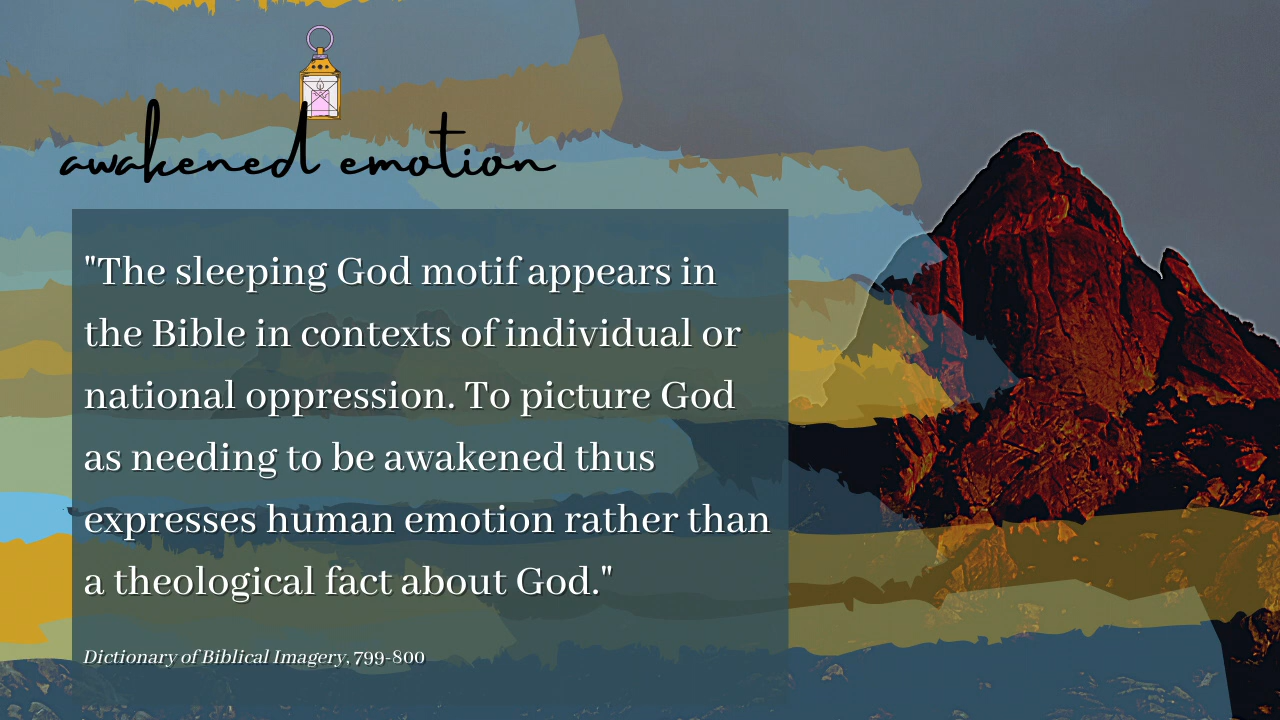 awakened emotion
"The sleeping God motif appears in
the Bible in contexts of individual or
national oppression. To picture God
as needing to be awakened thus
expresses human emotion rather than
a theological fact about God."
Dictionary of Biblical Imagery, 799-800